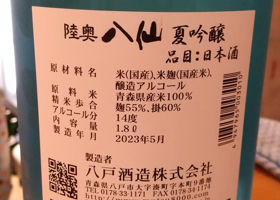 陸奥 八仙 夏吟醸
品目:日本酒
原材料名 米(国産)、米麹(国産米)、
醸造アルコール
原料米 青森県産米100%
精米歩合 麹55%、掛60%
アルコール分 14度
内容量 1.8ℓ
製造年月 2023年5月
製造者
八戸酒造株式会社
青森県八戸市大字湊町字本町9番地
TEL 0178-33-1171 FAX 0178-34-1174